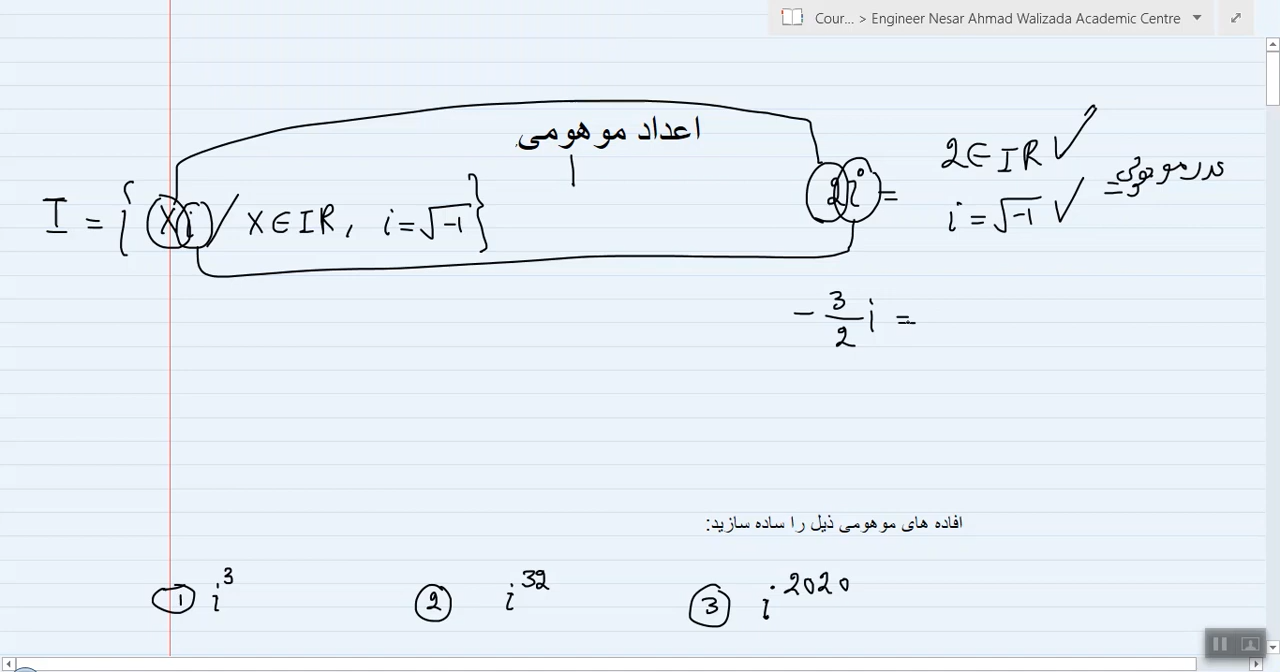 Cour... > Engineer Nesar Ahmad Walizada Academic Centre
اعداد موهومی
I
I = { Xi / X ∈ IR, i = √-1 }
2i =
2 ∈ IR ✓
i = √-1 ✓
= عدد موهومی
- 3/2 i =
افاده های موهومی ذیل را ساده سازید:
① i³ ② i³² ③ i²⁰²⁰